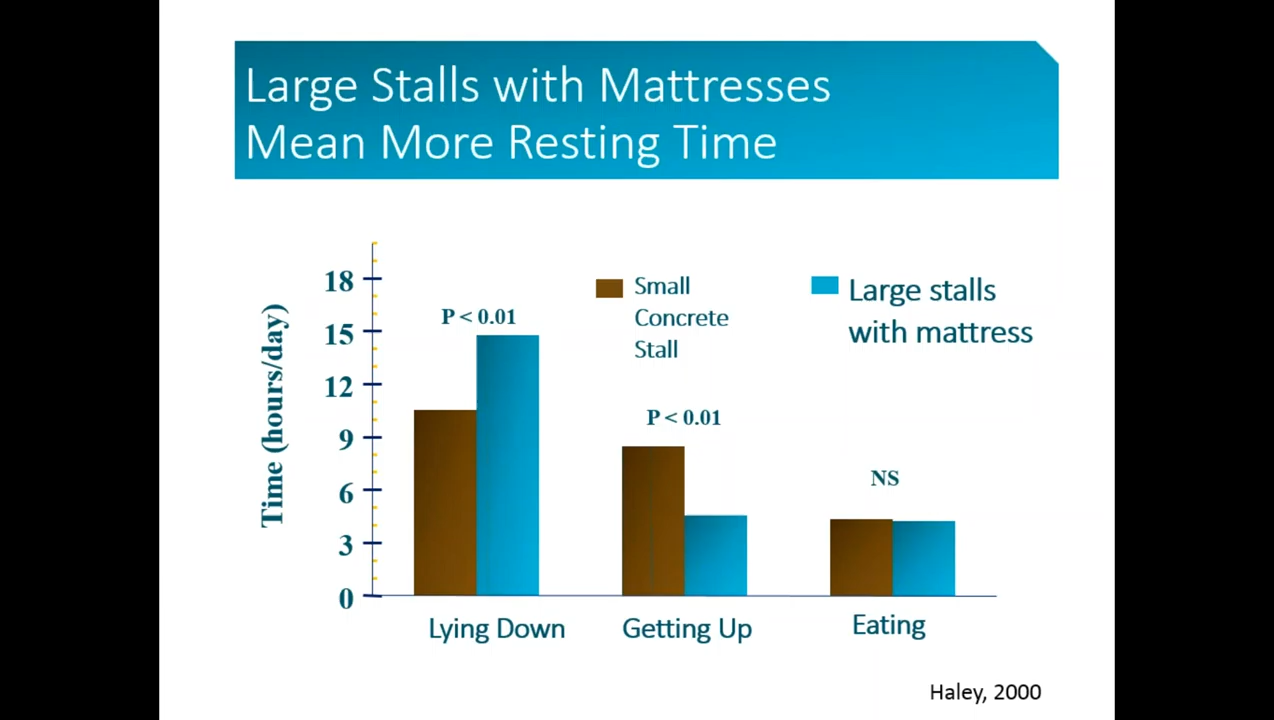 Large Stalls with Mattresses
Mean More Resting Time
Time (hours/day)
18
15
12
9
6
3
0
P < 0.01
P < 0.01
NS
Small
Concrete
Stall
Large stalls
with mattress
Lying Down
Getting Up
Eating
Haley, 2000